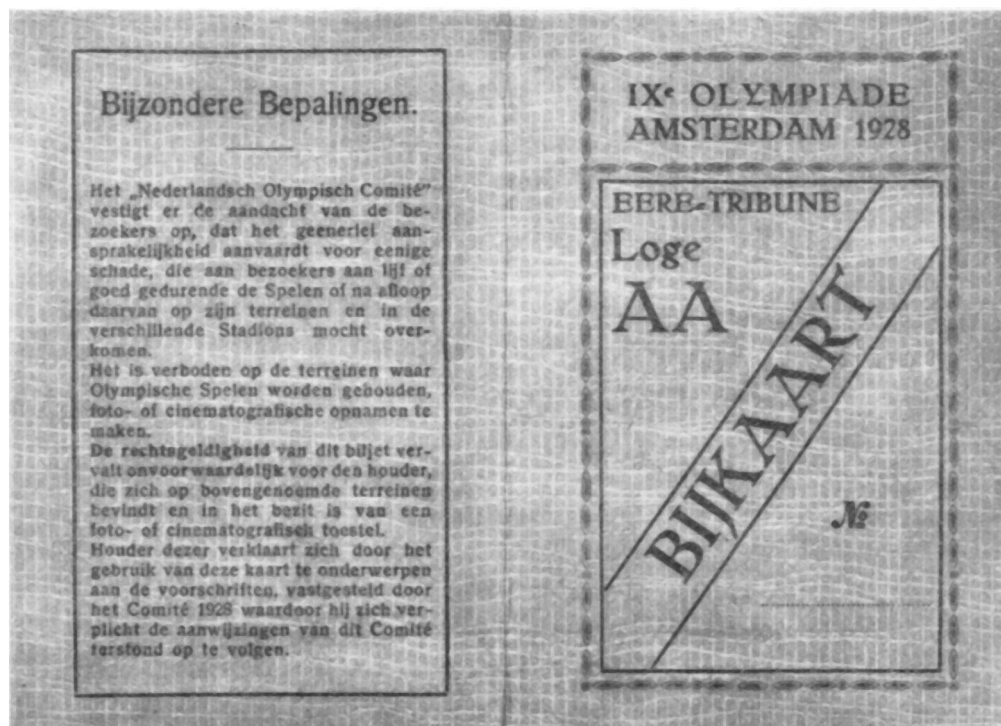 Bijzondere Bepalingen.
Het „Nederlandsch Olympisch Comité”
vestigt er de aandacht van de be-
zoekers op, dat het geenerlei aan-
sprakelijkheid aanvaardt voor eenige
schade, die aan bezoekers aan lijf of
goed gedurende de Spelen of na afloop
daarvan op zijn terreinen en in de
verschillende Stadions mocht over-
komen.
Het is verboden op de terreinen waar
Olympische Spelen worden gehouden,
foto- of cinematografische opnamen te
maken.
De rechtsgeldigheid van dit biljet ver-
valt onvoorwaardelijk voor den houder,
die zich op bovengenoemde terreinen
bevindt en in het bezit is van een
foto- of cinematografisch toestel.
Houder dezer verklaart zich door het
gebruik van deze kaart te onderwerpen
aan de voorschriften, vastgesteld door
het Comité 1928 waardoor hij zich ver-
plicht de aanwijzingen van dit Comité
terstond op te volgen.
IXe OLYMPIADE
AMSTERDAM 1928
EERE-TRIBUNE
Loge
AA
BIJKAART
№